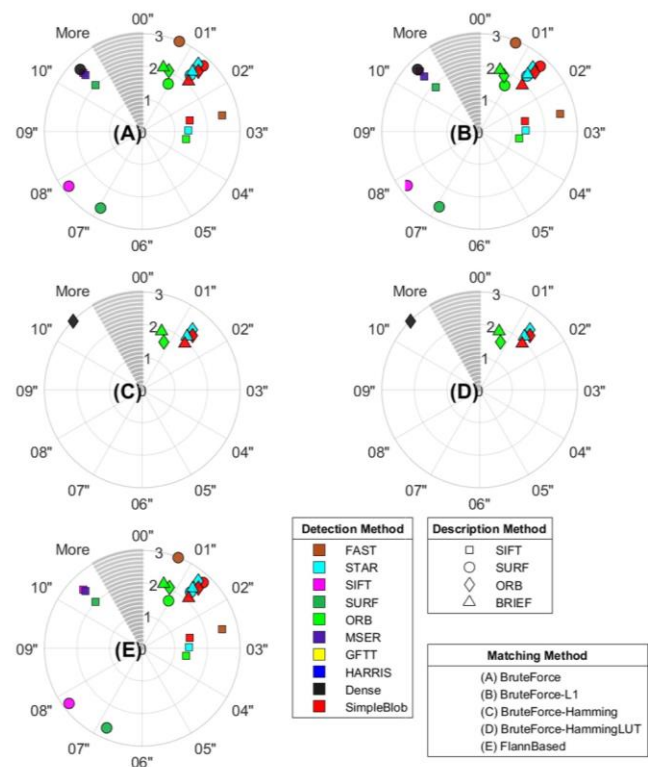 00" 01" 02" 03" 04" 05" 06" 07" 08" 09" 10" More
3 2 1 0
(A)
00" 01" 02" 03" 04" 05" 06" 07" 08" 09" 10" More
3 2 1 0
(B)
00" 01" 02" 03" 04" 05" 06" 07" 08" 09" 10" More
3 2 1 0
(C)
00" 01" 02" 03" 04" 05" 06" 07" 08" 09" 10" More
3 2 1 0
(D)
00" 01" 02" 03" 04" 05" 06" 07" 08" 09" 10" More
3 2 1 0
(E)
Detection Method
FAST
STAR
SIFT
SURF
ORB
MSER
GFTT
HARRIS
Dense
SimpleBlob
Description Method
SIFT
SURF
ORB
BRIEF
Matching Method
(A) BruteForce
(B) BruteForce-L1
(C) BruteForce-Hamming
(D) BruteForce-HammingLUT
(E) FlannBased